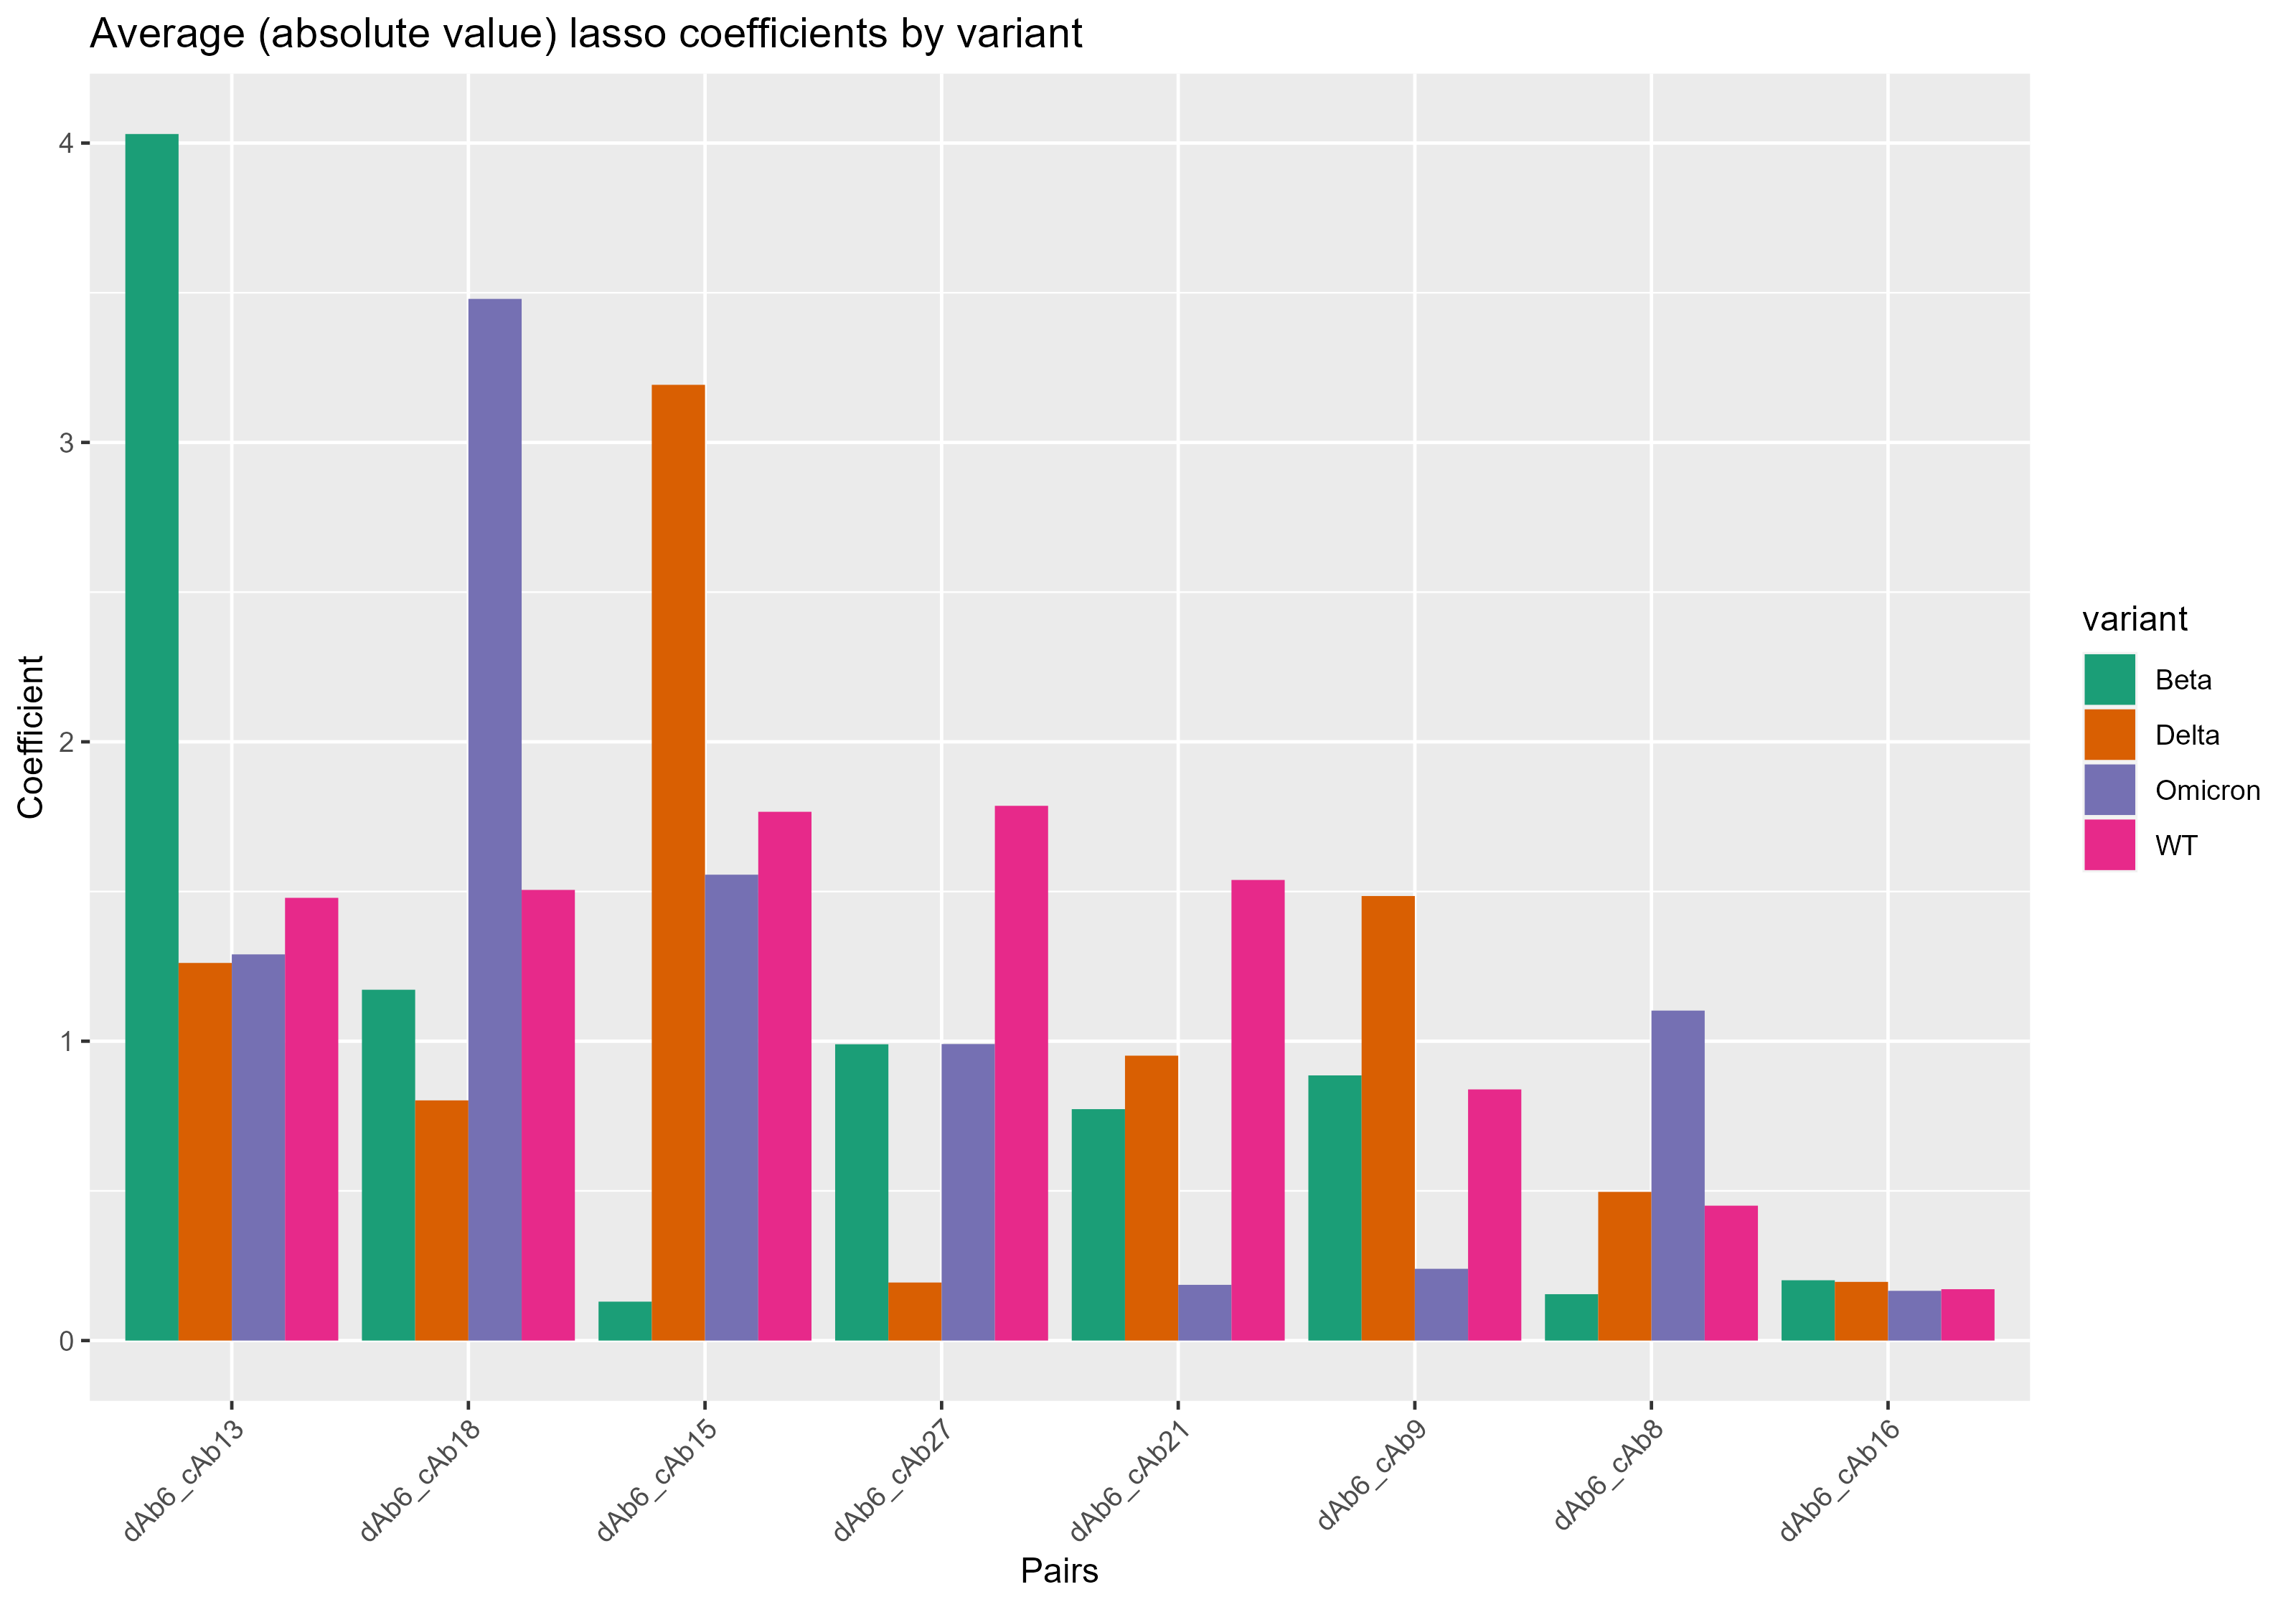 Average (absolute value) lasso coefficients by variant
4
3
2
1
0
Coefficient
dAb6_cAb13
dAb6_cAb18
dAb6_cAb15
dAb6_cAb27
dAb6_cAb21
dAb6_cAb9
dAb6_cAb8
dAb6_cAb16
Pairs
variant
Beta
Delta
Omicron
WT